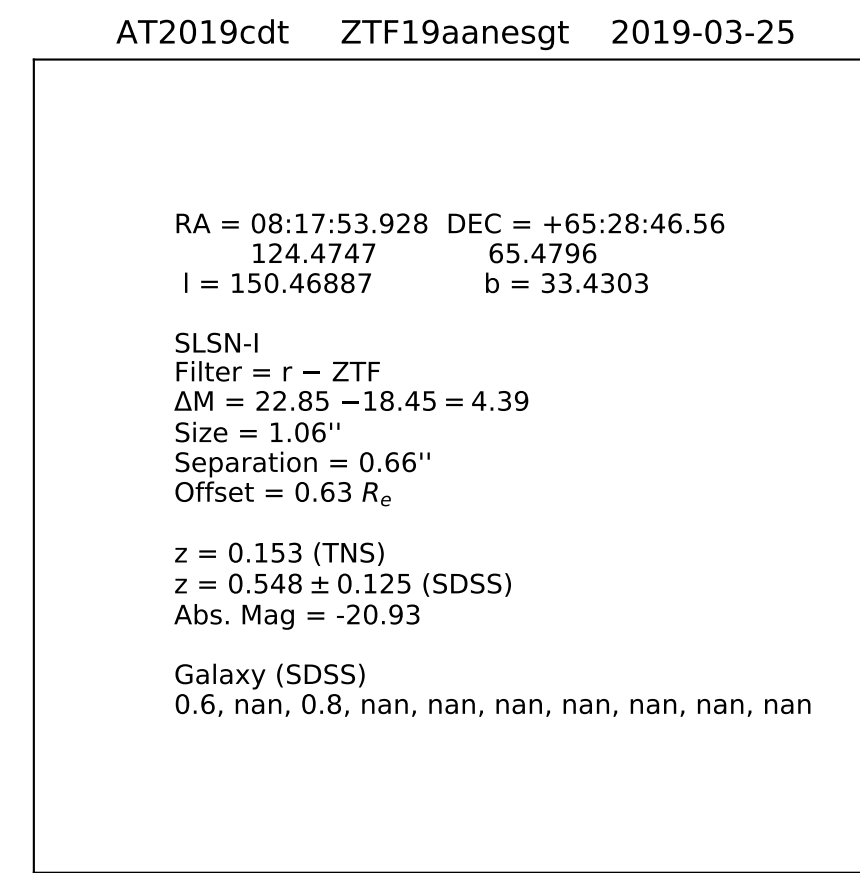 AT2019cdt ZTF19aanesgt 2019-03-25
RA = 08:17:53.928 DEC = +65:28:46.56
124.4747 65.4796
l = 150.46887 b = 33.4303
SLSN-I
Filter = r − ZTF
ΔM = 22.85 −18.45 = 4.39
Size = 1.06''
Separation = 0.66''
Offset = 0.63 Re
z = 0.153 (TNS)
z = 0.548 ± 0.125 (SDSS)
Abs. Mag = -20.93
Galaxy (SDSS)
0.6, nan, 0.8, nan, nan, nan, nan, nan, nan, nan